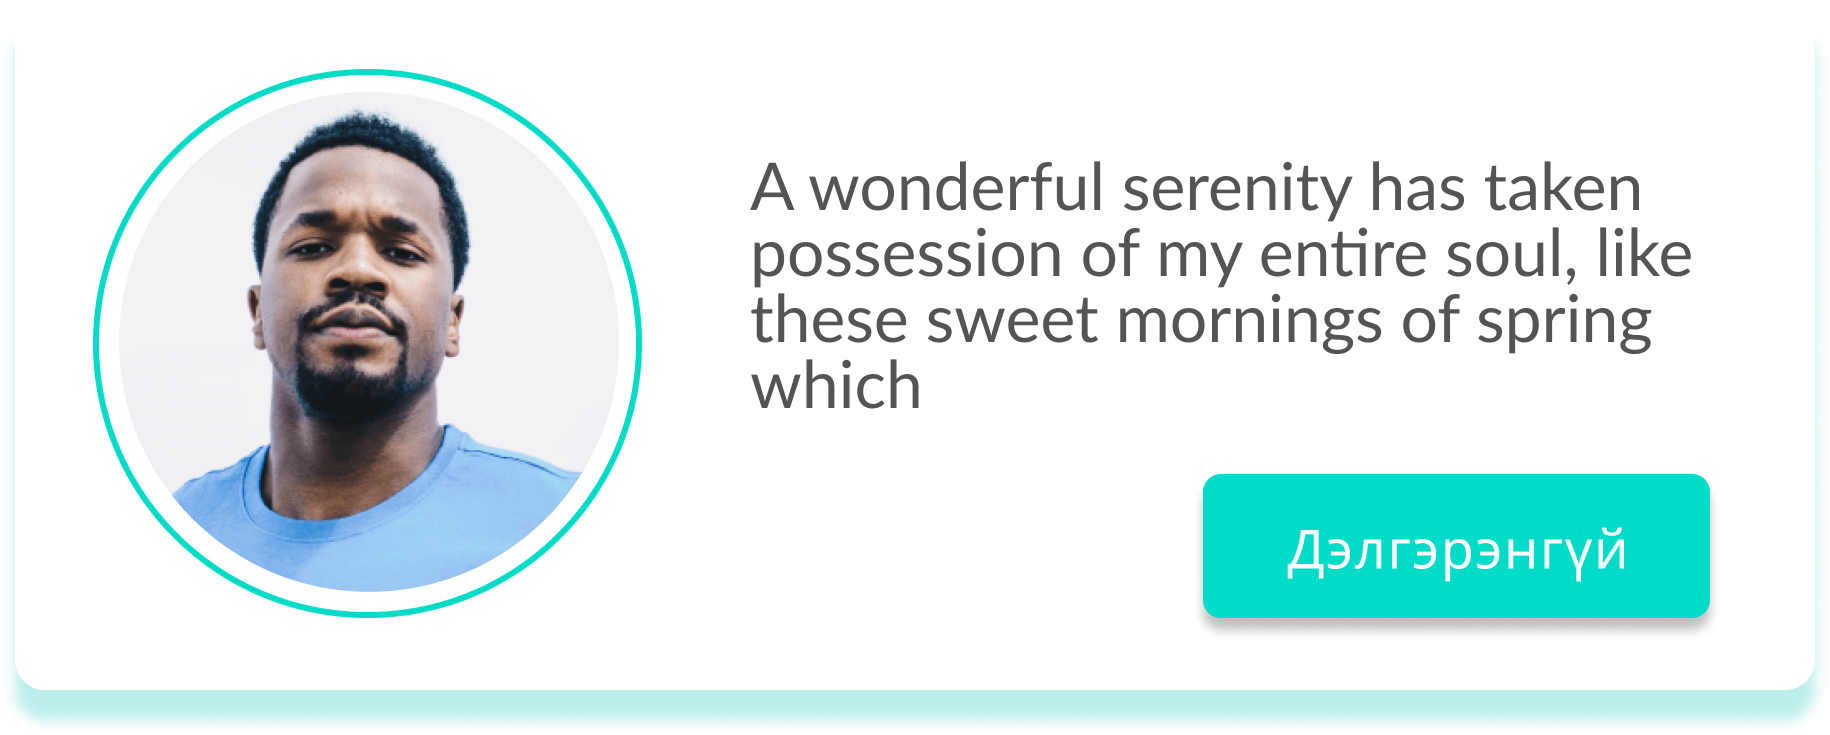 A wonderful serenity has taken
possession of my entire soul, like
these sweet mornings of spring
which
Дэлгэрэнгүй